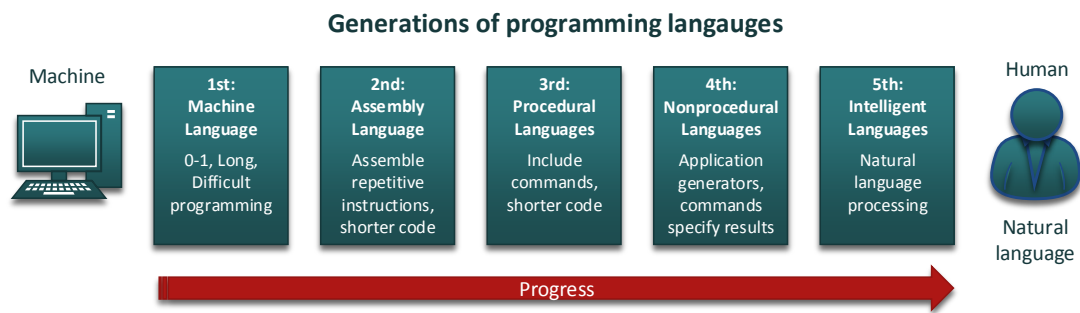 Generations of programming langauges
Machine
1st:
Machine
Language
0-1, Long,
Difficult
programming
2nd:
Assembly
Language
Assemble
repetitive
instructions,
shorter code
3rd:
Procedural
Languages
Include
commands,
shorter code
4th:
Nonprocedural
Languages
Application
generators,
commands
specify results
5th:
Intelligent
Languages
Natural
language
processing
Human
Natural
language
Progress